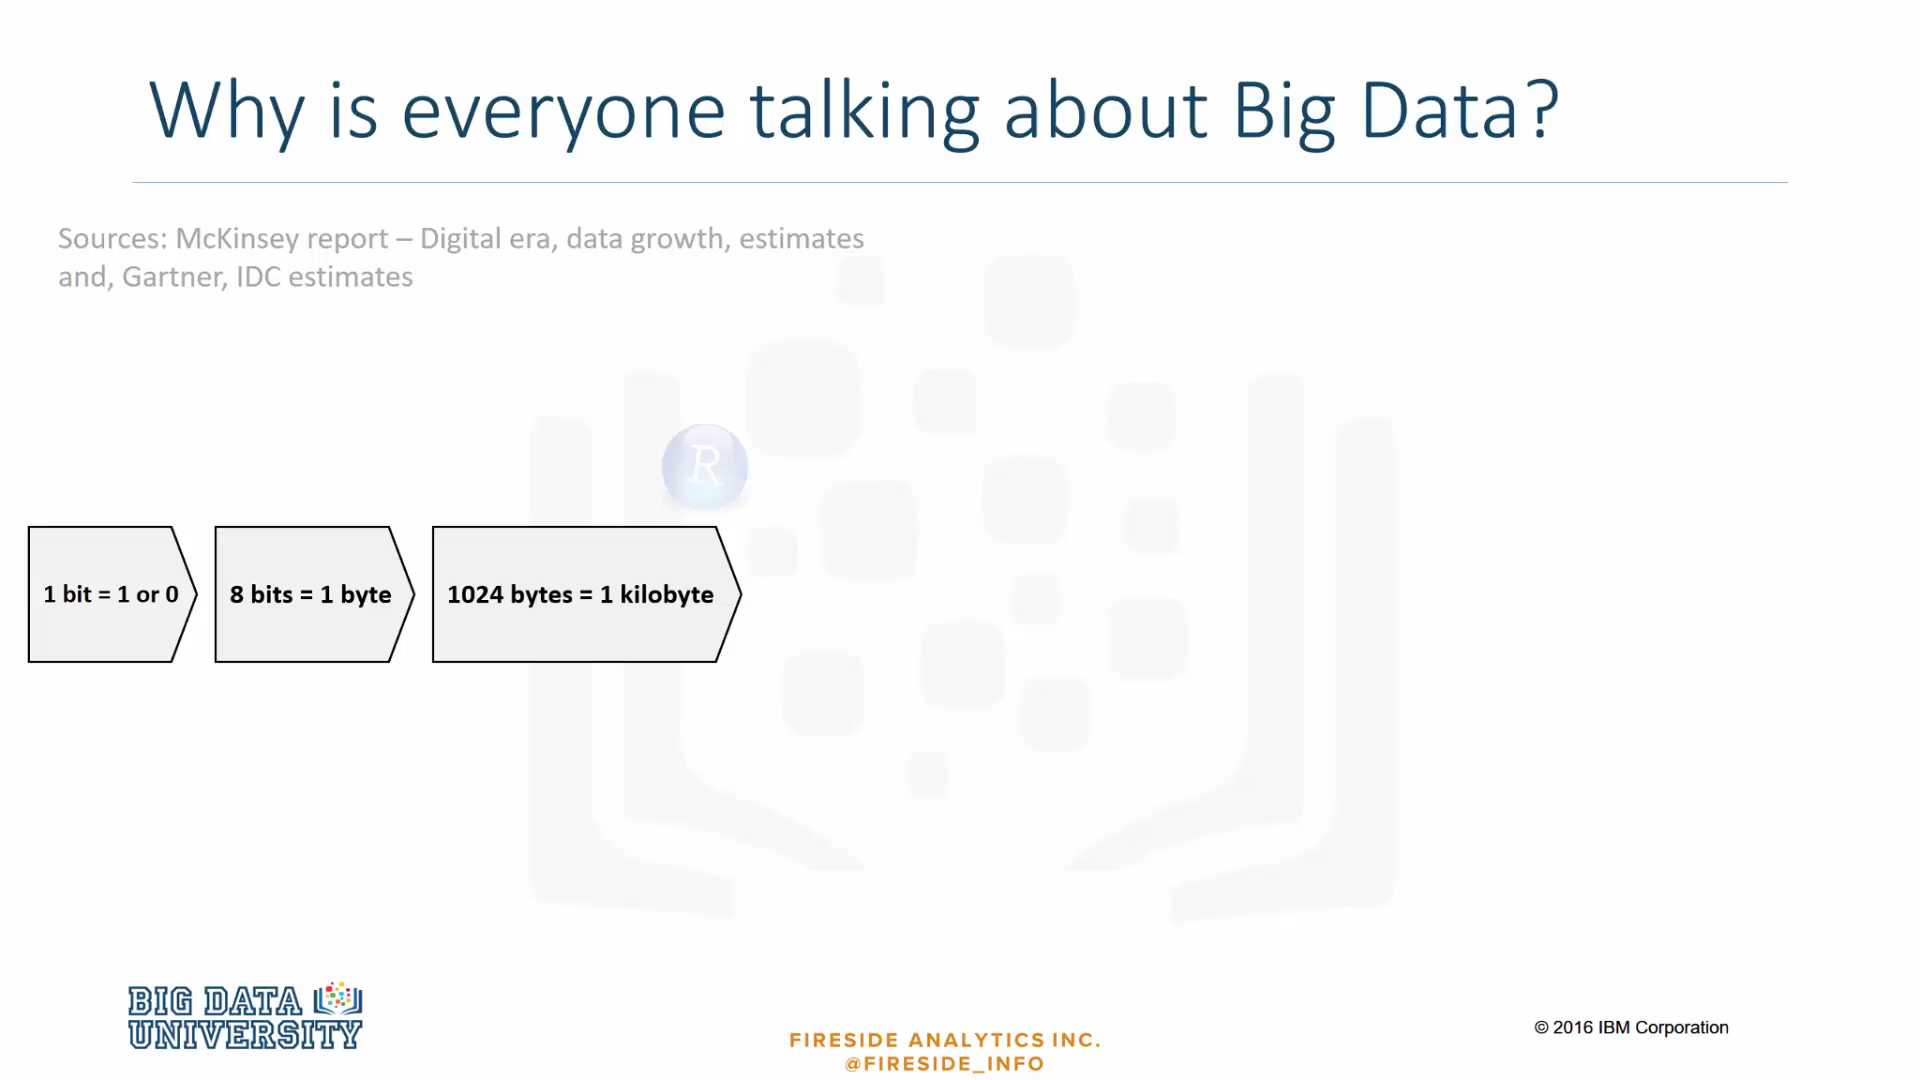 Why is everyone talking about Big Data?
Sources: McKinsey report – Digital era, data growth, estimates
and, Gartner, IDC estimates
R
1 bit = 1 or 0
8 bits = 1 byte
1024 bytes = 1 kilobyte
BIG DATA
UNIVERSITY
FIRESIDE ANALYTICS INC.
@FIRESIDE_INFO
© 2016 IBM Corporation